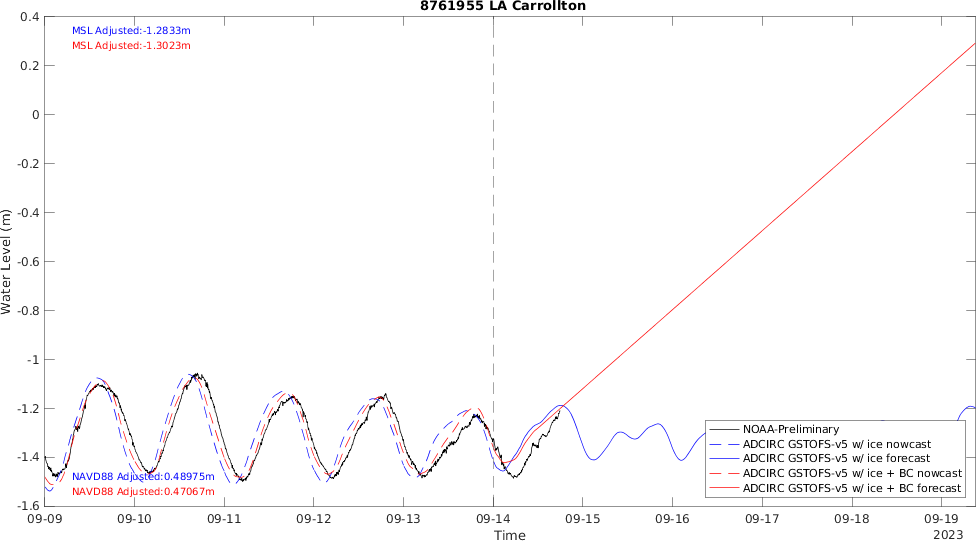 8761955 LA Carrollton
MSL Adjusted:-1.2833m
MSL Adjusted:-1.3023m
0.4
0.2
0
-0.2
-0.4
-0.6
-0.8
-1
-1.2
-1.4
-1.6
Water Level (m)
NAVD88 Adjusted:0.48975m
NAVD88 Adjusted:0.47067m
NOAA-Preliminary
ADCIRC GSTOFS-v5 w/ ice nowcast
ADCIRC GSTOFS-v5 w/ ice forecast
ADCIRC GSTOFS-v5 w/ ice + BC nowcast
ADCIRC GSTOFS-v5 w/ ice + BC forecast
09-09 09-10 09-11 09-12 09-13 09-14 09-15 09-16 09-17 09-18 09-19
Time
2023